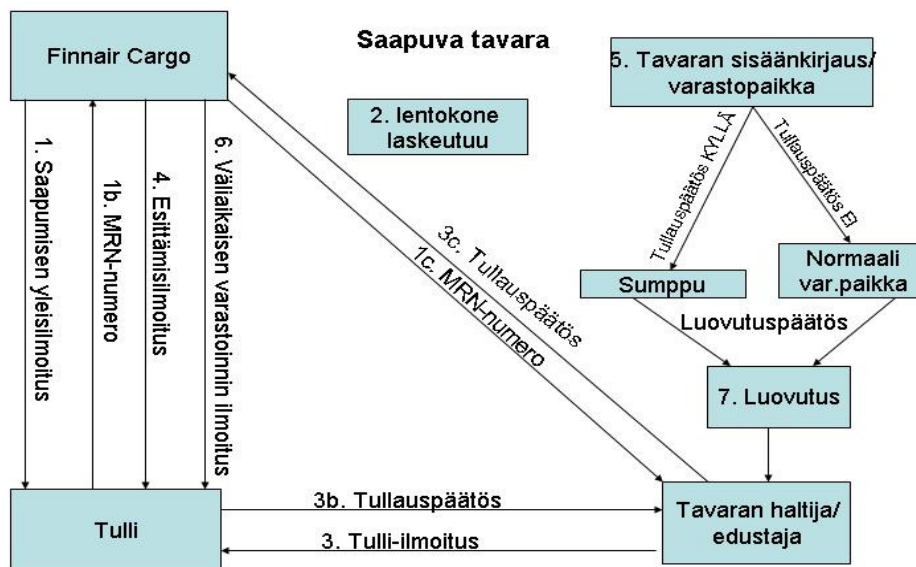 Saapuva tavara
Finnair Cargo
5. Tavaran sisäänkirjaus/
varastopaikka
2. lentokone
laskeutuu
1. Saapumisen yleisilmoitus
1b. MRN-numero
4. Esittämisilmoitus
6. Väliaikaisen varastoinnin ilmoitus
3c. Tullauspäätös
1c. MRN-numero
Tullauspäätös KYLLÄ
Tullauspäätös EI
Sumppu
Normaali
var.paikka
Luovutuspäätös
7. Luovutus
Tulli
3b. Tullauspäätös
3. Tulli-ilmoitus
Tavaran haltija/
edustaja